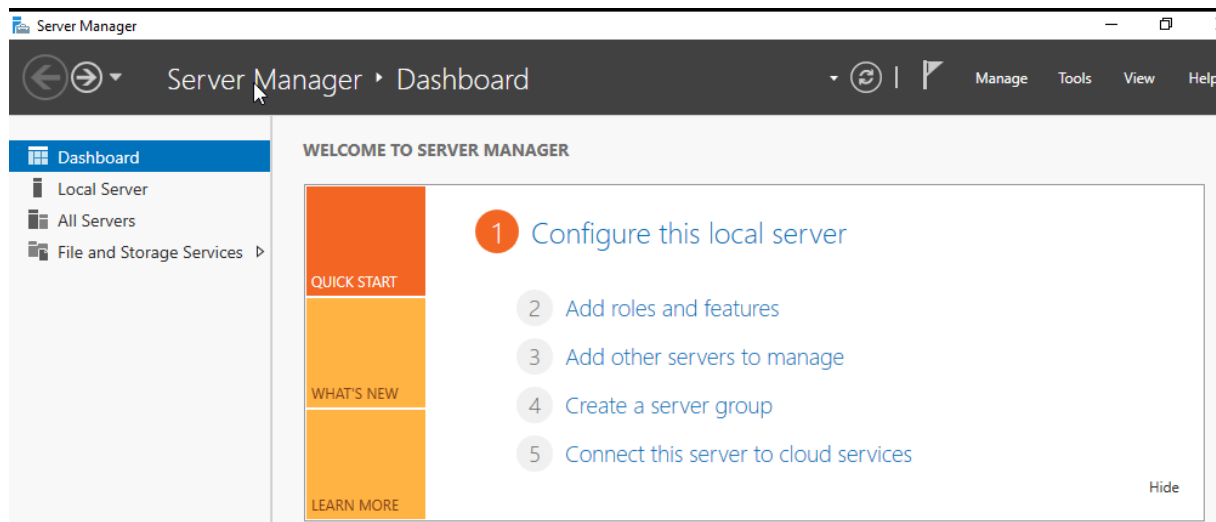 Server Manager
Server Manager ‣ Dashboard
Manage Tools View Help
Dashboard
Local Server
All Servers
File and Storage Services
WELCOME TO SERVER MANAGER
QUICK START
WHAT'S NEW
LEARN MORE
1 Configure this local server
2 Add roles and features
3 Add other servers to manage
4 Create a server group
5 Connect this server to cloud services
Hide